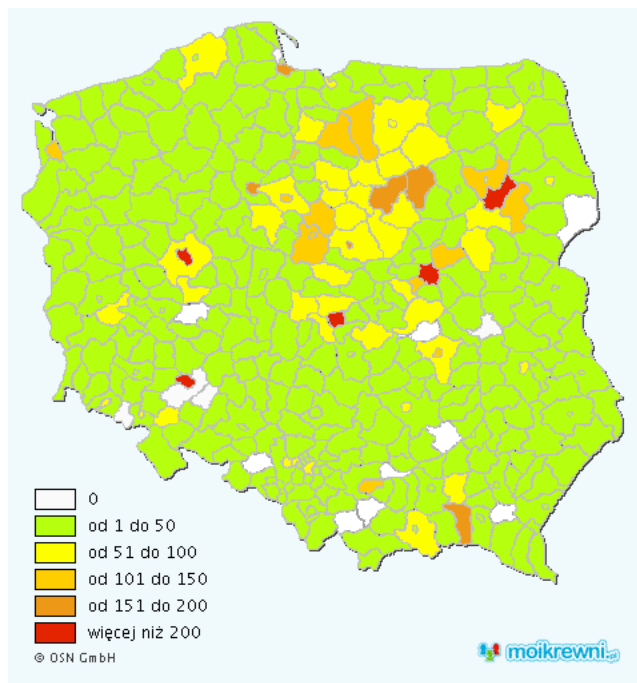 0
od 1 do 50
od 51 do 100
od 101 do 150
od 151 do 200
więcej niż 200
© OSN GmbH
moikrewni.pl